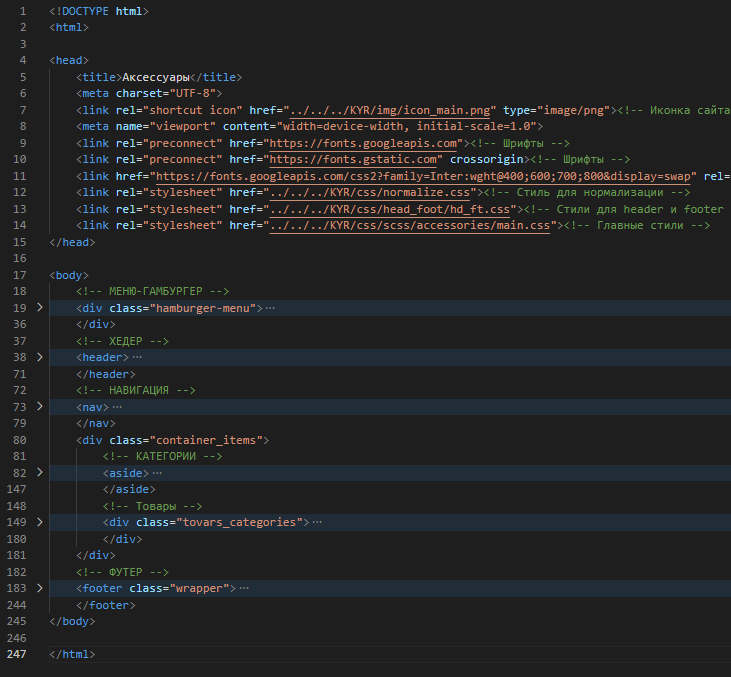 1 <!DOCTYPE html>
2 <html>
3
4 <head>
5 <title>Аксессуары</title>
6 <meta charset="UTF-8">
7 <link rel="shortcut icon" href="../../../KYR/img/icon_main.png" type="image/png"><!-- Иконка сайта
8 <meta name="viewport" content="width=device-width, initial-scale=1.0">
9 <link rel="preconnect" href="https://fonts.googleapis.com"><!-- Шрифты -->
10 <link rel="preconnect" href="https://fonts.gstatic.com" crossorigin><!-- Шрифты -->
11 <link href="https://fonts.googleapis.com/css2?family=Inter:wght@400;600;700;800&display=swap" rel=
12 <link rel="stylesheet" href="../../../KYR/css/normalize.css"><!-- Стиль для нормализации -->
13 <link rel="stylesheet" href="../../../KYR/css/head_foot/hd_ft.css"><!-- Стили для header и footer
14 <link rel="stylesheet" href="../../../KYR/css/scss/accessories/main.css"><!-- Главные стили -->
15 </head>
16
17 <body>
18 <!-- МЕНЮ-ГАМБУРГЕР -->
19 <div class="hamburger-menu">…
36 </div>
37 <!-- ХЕДЕР -->
38 <header>…
71 </header>
72 <!-- НАВИГАЦИЯ -->
73 <nav>…
79 </nav>
80 <div class="container_items">
81 <!-- КАТЕГОРИИ -->
82 <aside>…
147 </aside>
148 <!-- Товары -->
149 <div class="tovars_categories">…
180 </div>
181 </div>
182 <!-- ФУТЕР -->
183 <footer class="wrapper">…
244 </footer>
245 </body>
246
247 </html>